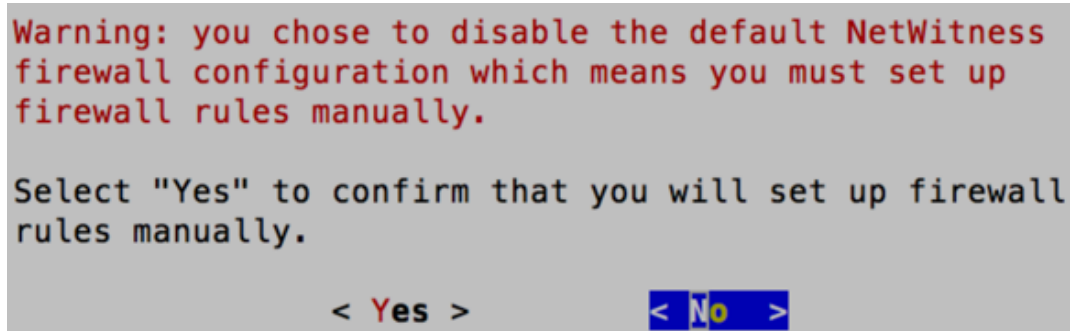 Warning: you chose to disable the default NetWitness
firewall configuration which means you must set up
firewall rules manually.
Select "Yes" to confirm that you will set up firewall
rules manually.
< Yes > < No >